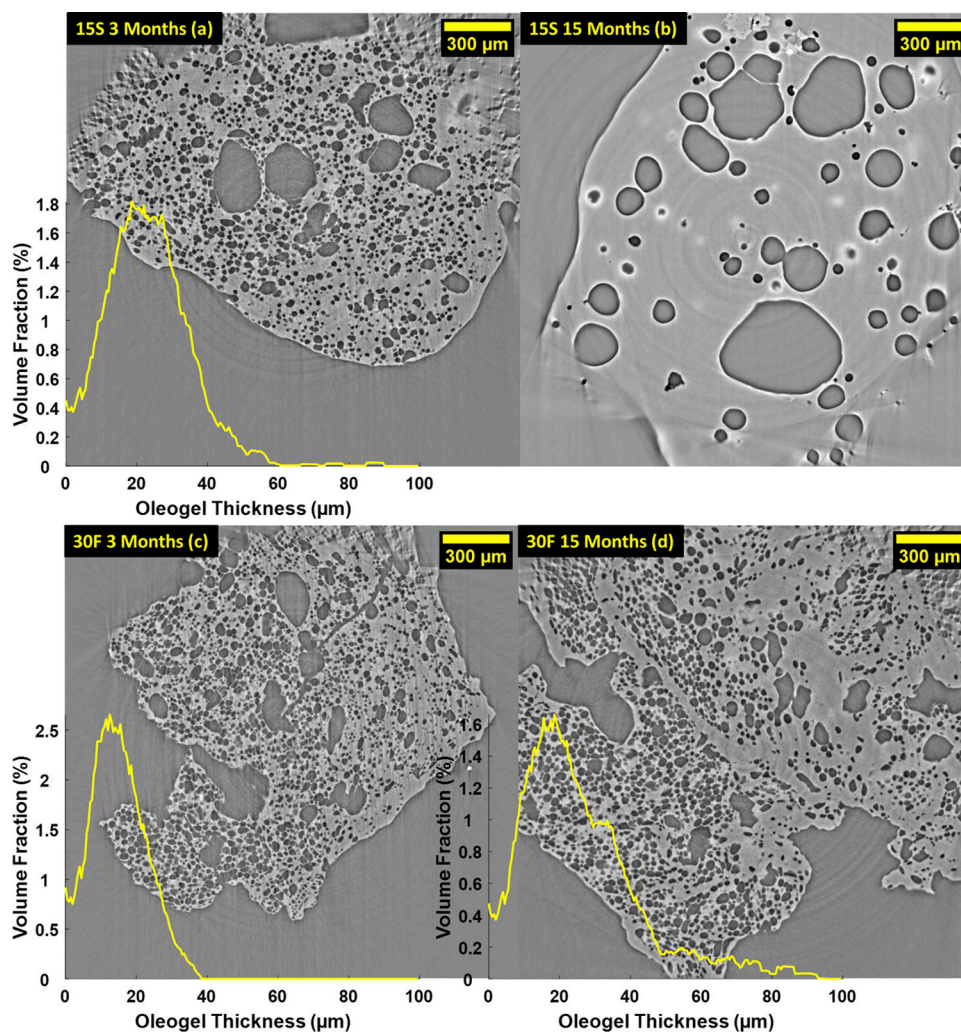 15S 3 Months (a)
300 µm
15S 15 Months (b)
300 µm
Volume Fraction (%)
1.8
1.6
1.4
1.2
1
0.8
0.6
0.4
0.2
0
0 20 40 60 80 100
Oleogel Thickness (µm)
30F 3 Months (c)
300 µm
30F 15 Months (d)
300 µm
Volume Fraction (%)
2.5
2
1.5
1
0.5
0
0 20 40 60 80 100
Oleogel Thickness (µm)
Volume Fraction (%)
1.6
1.4
1.2
1
0.8
0.6
0.4
0.2
0
0 20 40 60 80 100
Oleogel Thickness (µm)